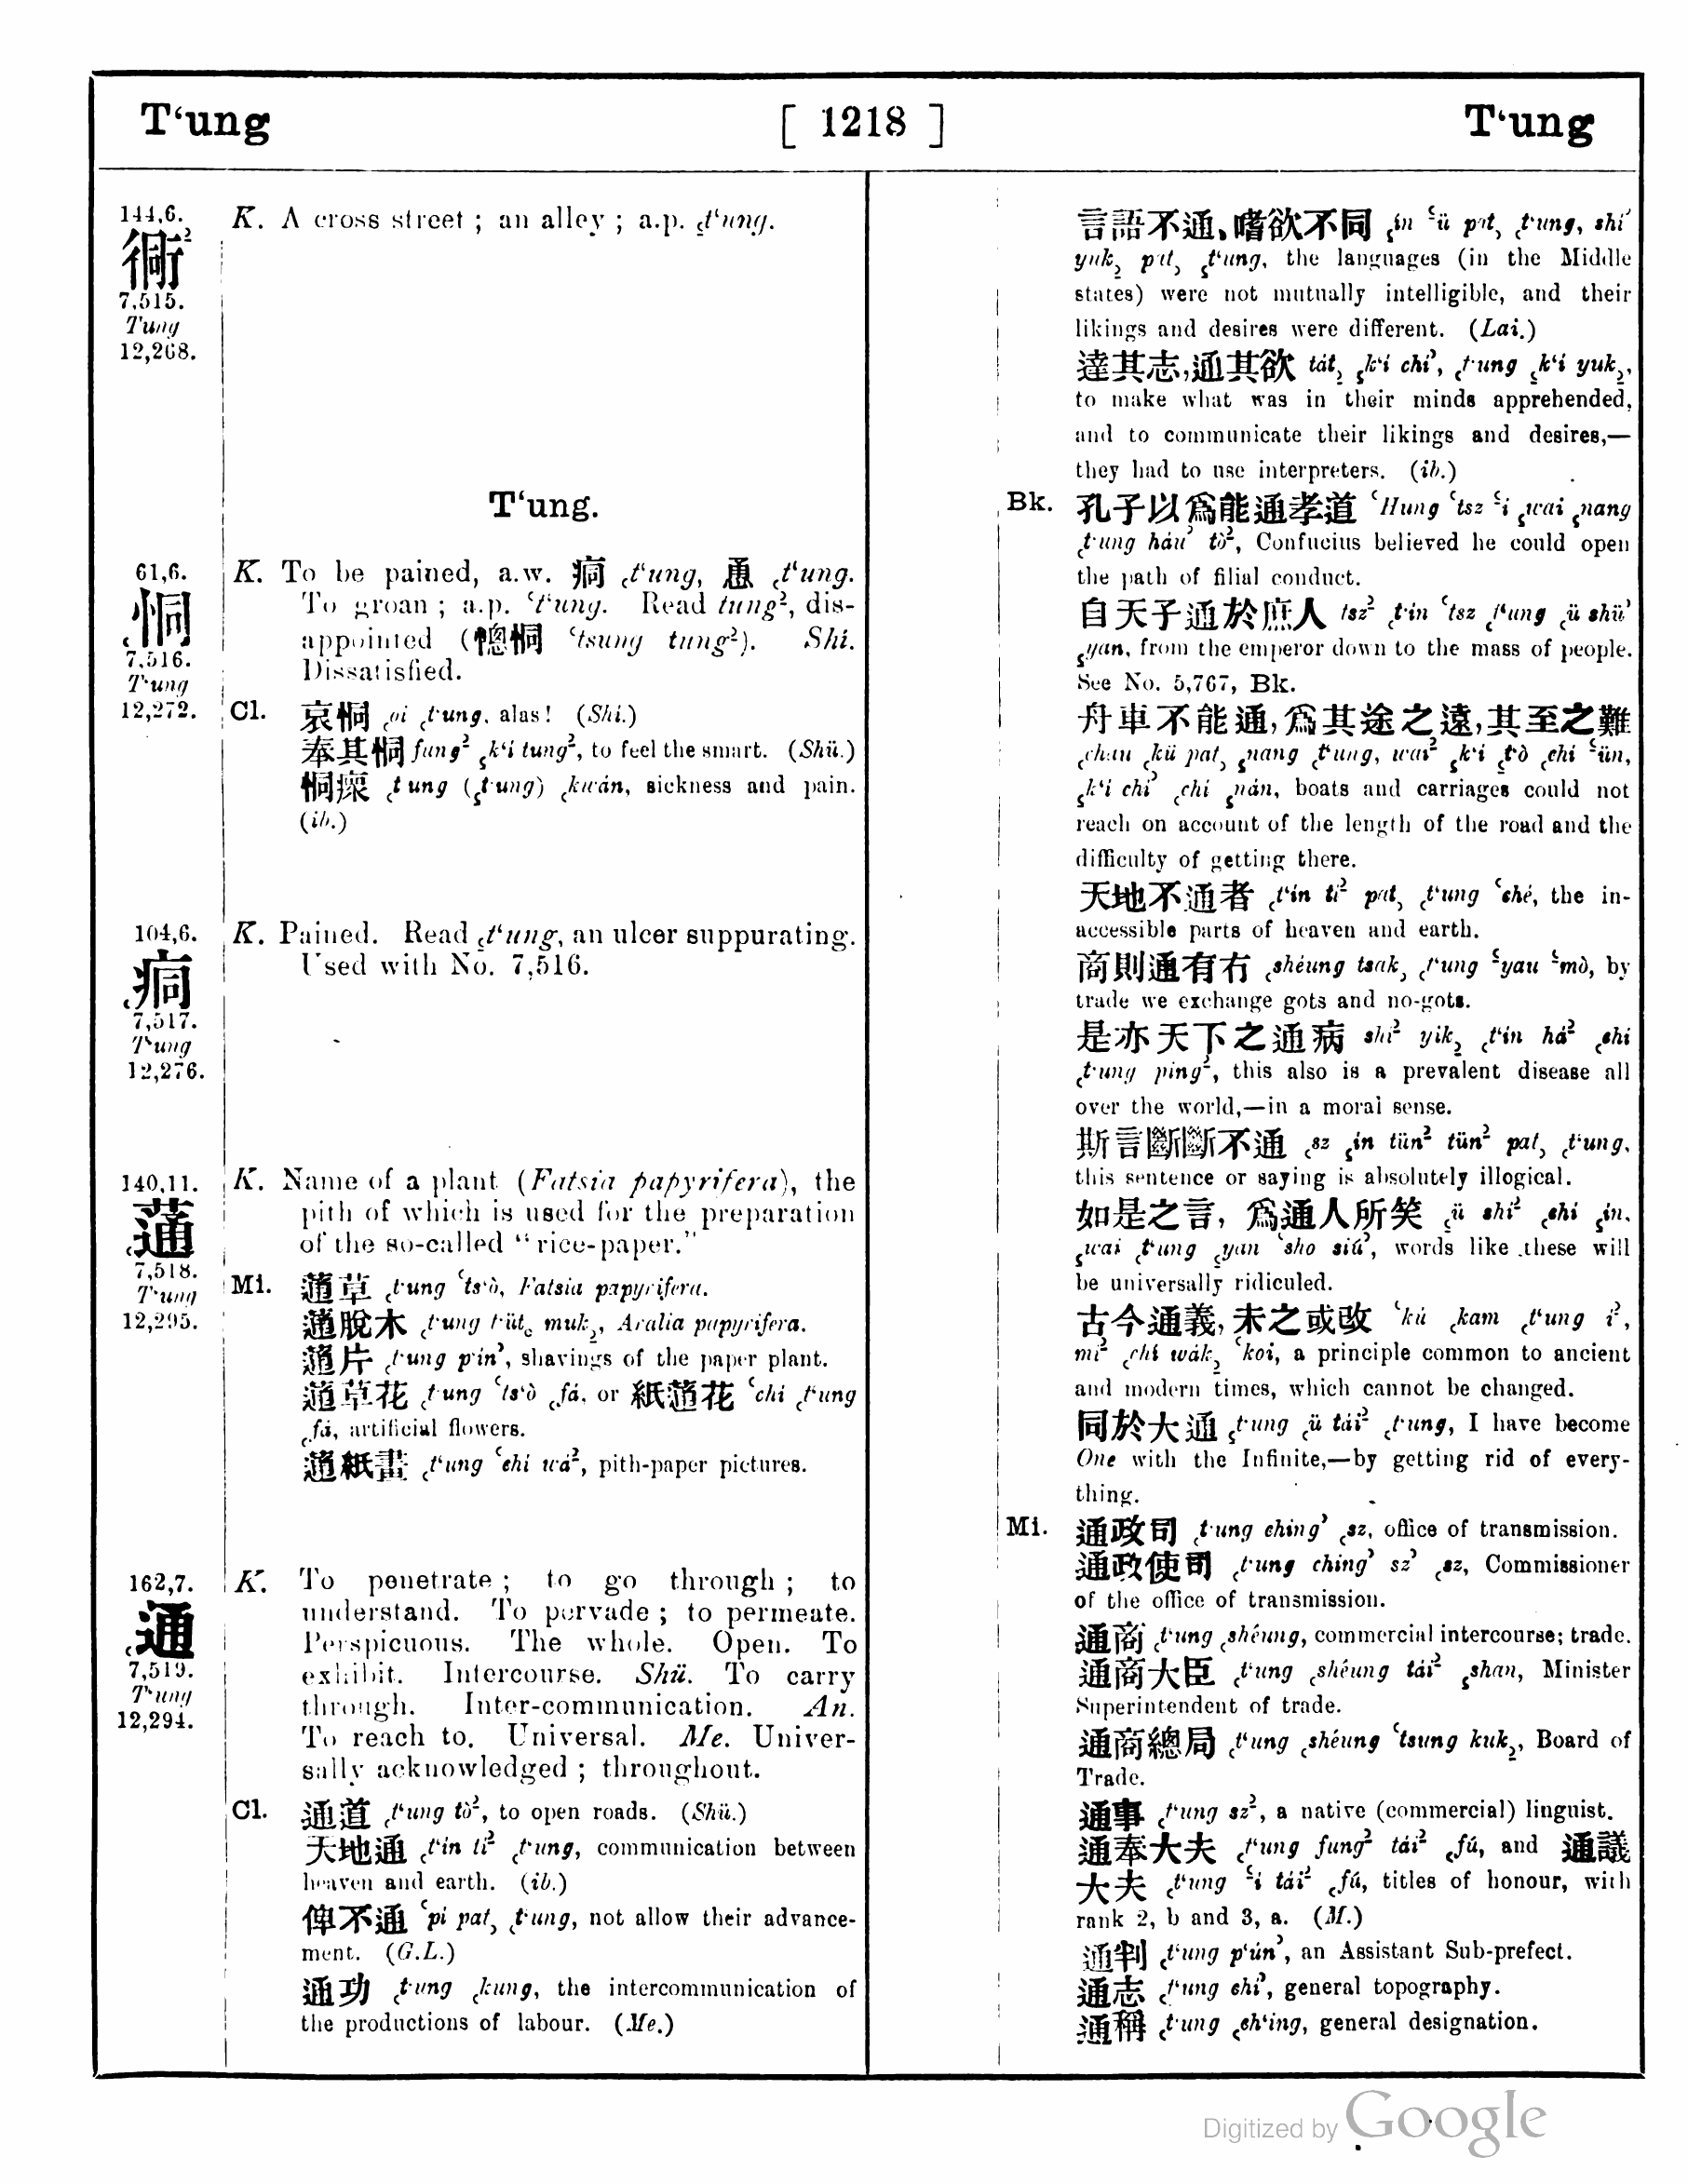 T‘ung [ 1218 ] T‘ung
144,6.
衕²
7,515.
Tung
12,268.
K. A cross street ; an alley ; a.p. ꜁t‘ung.
T‘ung.
61,6.
꜀恫
7,516.
T‘ung
12,272.
K. To be pained, a.w. 痌 ꜀t‘ung, 恿 ꜀t‘ung.
To groan ; a.p. ꜂t‘ung. Read tung², dis-
appointed (憁恫 ꜂tsung tung²). Shi.
Dissatisfied.
Cl. 哀恫 ꜀oi ꜀t‘ung, alas! (Shi.)
奉其恫 fung² ꜁k‘i tung², to feel the smart. (Shü.)
恫瘝 ꜀t‘ung (꜁t‘ung) ꜀kwán, sickness and pain.
(ib.)
104,6.
꜀痌
7,517.
T‘ung
12,276.
K. Pained. Read ꜁t‘ung, an ulcer suppurating.
Used with No. 7,516.
140,11.
꜀蓪
7,518.
T‘ung
12,295.
K. Name of a plant (Fatsia papyrifera), the
pith of which is used for the preparation
of the so-called “rice-paper.”
Mi. 蓪草 ꜀t‘ung ꜂ts‘ò, Fatsia papyrifera.
蓪脫木 ꜀t‘ung t‘üt꜀ muk꜇, Aralia papyrifera.
蓪片 ꜀t‘ung p‘ín꜄, shavings of the paper plant.
蓪草花 ꜀t‘ung ꜂ts‘ò ꜀fá, or 紙蓪花 ꜂chi ꜀t‘ung
꜀fá, artificial flowers.
蓪紙畫 ꜀t‘ung ꜂chi wá², pith-paper pictures.
162,7.
꜀通
7,519.
T‘ung
12,294.
K. To penetrate ; to go through ; to
understand. To pervade ; to permeate.
Perspicuous. The whole. Open. To
exhibit. Intercourse. Shü. To carry
through. Inter-communication. An.
To reach to. Universal. Me. Univer-
sally acknowledged ; throughout.
Cl. 通道 ꜀t‘ung tò², to open roads. (Shü.)
天地通 ꜀t‘in tí² ꜀t‘ung, communication between
heaven and earth. (ib.)
俾不通 ꜂pi pat꜆ ꜀t‘ung, not allow their advance-
ment. (G.L.)
通功 ꜀t‘ung ꜀kung, the intercommunication of
the productions of labour. (Me.)
言語不通、嗜欲不同 ꜁ín ꜃ü pat꜆ ꜀t‘ung, shí꜄
yuk꜇ pat꜆ ꜁t‘ung, the languages (in the Middle
states) were not mutually intelligible, and their
likings and desires were different. (Lai.)
達其志,通其欲 tát꜇ ꜁k‘í chí꜄, ꜀t‘ung ꜁k‘í yuk꜇,
to make what was in their minds apprehended,
and to communicate their likings and desires,—
they had to use interpreters. (ib.)
Bk. 孔子以爲能通孝道 ꜂Hung ꜂tsz ꜃i ꜁wai ꜁nang
꜀t‘ung háu꜄ tò², Confucius believed he could open
the path of filial conduct.
自天子通於庶人 tsz² ꜀t‘in ꜂tsz ꜀t‘ung ꜀ü shü꜄
꜁yan, from the emperor down to the mass of people.
See No. 5,767, Bk.
舟車不能通,爲其途之遠,其至之難
꜀chau ꜀kü pat꜆ ꜁nang ꜀t‘ung, wai² ꜁k‘i ꜁t‘ò ꜀chi ꜃ün,
꜁k‘i chi꜄ ꜀chi ꜁nán, boats and carriages could not
reach on account of the length of the road and the
difficulty of getting there.
天地不通者 ꜀t‘ín tí² pat꜆ ꜀t‘ung ꜂ché, the in-
accessible parts of heaven and earth.
商則通有冇 ꜀shéung tsak꜆ ꜀t‘ung ꜃yau ꜃mò, by
trade we exchange gots and no-gots.
是亦天下之通病 shí² yik꜇ ꜀t‘ín há² ꜀chi
꜀t‘ung ping², this also is a prevalent disease all
over the world,—in a moral sense.
斯言斷斷不通 ꜀sz ꜁ín tün² tün² pat꜆ ꜀t‘ung,
this sentence or saying is absolutely illogical.
如是之言, 爲通人所笑 ꜁ü shi² ꜀chi ꜁ín,
꜁wai ꜀t‘ung ꜁yan ꜂sho siú꜄, words like these will
be universally ridiculed.
古今通義,未之或改 ꜂kú ꜀kam ꜀t‘ung i²,
mi² ꜀chi wák꜇ ꜂koi, a principle common to ancient
and modern times, which cannot be changed.
同於大通 ꜁t‘ung ꜀ü tái² ꜀t‘ung, I have become
One with the Infinite,—by getting rid of every-
thing.
Mi. 通政司 ꜀t‘ung ching꜄ ꜀sz, office of transmission.
通政使司 ꜀t‘ung ching꜄ sz꜄ ꜀sz, Commissioner
of the office of transmission.
通商 ꜀t‘ung ꜀shéung, commercial intercourse; trade.
通商大臣 ꜀t‘ung ꜀shéung tái² ꜁shan, Minister
Superintendent of trade.
通商總局 ꜀t‘ung ꜀shéung ꜂tsung kuk꜇, Board of
Trade.
通事 ꜀t‘ung sz², a native (commercial) linguist.
通奉大夫 ꜀t‘ung fung² tái² ꜀fú, and 通議
大夫 ꜀t‘ung ꜃i tái² ꜀fú, titles of honour, with
rank 2, b and 3, a. (M.)
通判 ꜀t‘ung p‘ún꜄, an Assistant Sub-prefect.
通志 ꜀t‘ung chí꜄, general topography.
通稱 ꜀t‘ung ꜀ch‘ing, general designation.
Digitized by Google